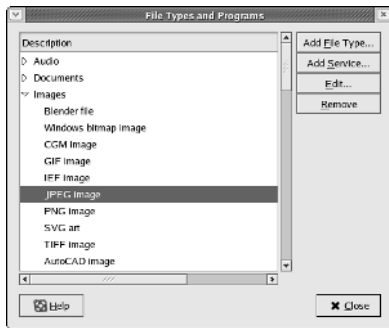 File Types and Programs
Description
Audio
Documents
Images
Blender file
Windows bitmap image
CGM image
GIF image
IEF image
JPEG image
PNG image
SVG art
TIFF image
AutoCAD image
Add File Type...
Add Service...
Edit...
Remove
Help
Close